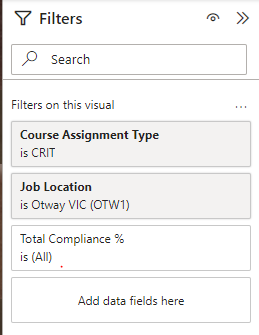 Filters
Search
Filters on this visual
...
Course Assignment Type
is CRIT
Job Location
is Otway VIC (OTW1)
Total Compliance %
is (All)
Add data fields here